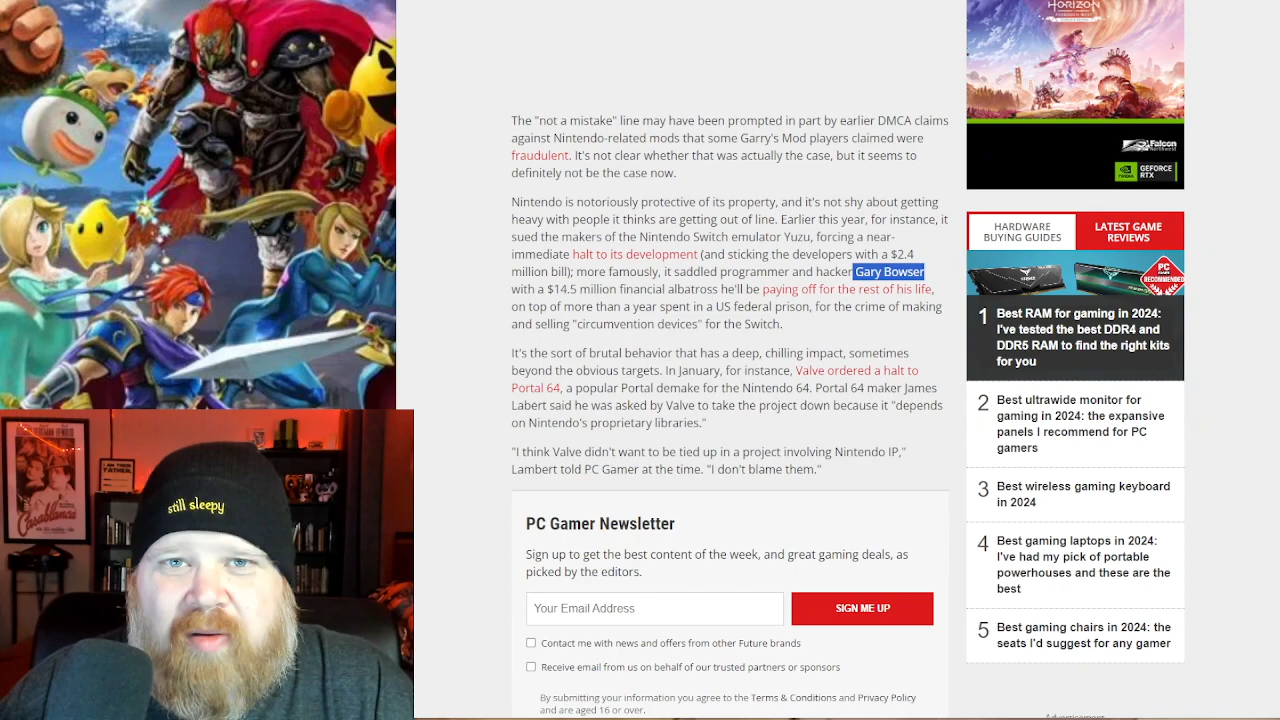 HORIZON
The "not a mistake" line may have been prompted in part by earlier DMCA claims
against Nintendo-related mods that some Garry's Mod players claimed were
fraudulent. It's not clear whether that was actually the case, but it seems to
definitely not be the case now.
Nintendo is notoriously protective of its property, and it's not shy about getting
heavy with people it thinks are getting out of line. Earlier this year, for instance, it
sued the makers of the Nintendo Switch emulator Yuzu, forcing a near-
immediate halt to its development (and sticking the developers with a $2.4
million bill); more famously, it saddled programmer and hacker Gary Bowser
with a $14.5 million financial albatross he'll be paying off for the rest of his life,
on top of more than a year spent in a US federal prison, for the crime of making
and selling "circumvention devices" for the Switch.
It's the sort of brutal behavior that has a deep, chilling impact, sometimes
beyond the obvious targets. In January, for instance, Valve ordered a halt to
Portal 64, a popular Portal demake for the Nintendo 64. Portal 64 maker James
Labert said he was asked by Valve to take the project down because it "depends
on Nintendo's proprietary libraries."
"I think Valve didn't want to be tied up in a project involving Nintendo IP,"
Lambert told PC Gamer at the time. "I don't blame them."
PC Gamer Newsletter
Sign up to get the best content of the week, and great gaming deals, as
picked by the editors.
Your Email Address
SIGN ME UP
Contact me with news and offers from other Future brands
Receive email from us on behalf of our trusted partners or sponsors
By submitting your information you agree to the Terms & Conditions and Privacy Policy
and are aged 16 or over.
Falcon
Northwest
NVIDIA
GEFORCE
RTX
HARDWARE
BUYING GUIDES
LATEST GAME
REVIEWS
PC
GAMER
RECOMMENDED
1 Best RAM for gaming in 2024:
I've tested the best DDR4 and
DDR5 RAM to find the right kits
for you
2 Best ultrawide monitor for
gaming in 2024: the expansive
panels I recommend for PC
gamers
3 Best wireless gaming keyboard
in 2024
4 Best gaming laptops in 2024:
I've had my pick of portable
powerhouses and these are the
best
5 Best gaming chairs in 2024: the
seats I'd suggest for any gamer
Advertisement
still sleepy
Casablanca
I AM YOUR
FATHER.